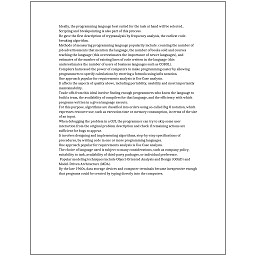 Ideally, the programming language best suited for the task at hand will be selected.
Scripting and breakpointing is also part of this process.
He gave the first description of cryptanalysis by frequency analysis, the earliest code-
breaking algorithm.
Methods of measuring programming language popularity include: counting the number of
job advertisements that mention the language, the number of books sold and courses
teaching the language (this overestimates the importance of newer languages), and
estimates of the number of existing lines of code written in the language (this
underestimates the number of users of business languages such as COBOL).
Compilers harnessed the power of computers to make programming easier by allowing
programmers to specify calculations by entering a formula using infix notation.
One approach popular for requirements analysis is Use Case analysis.
It affects the aspects of quality above, including portability, usability and most importantly
maintainability.
Trade-offs from this ideal involve finding enough programmers who know the language to
build a team, the availability of compilers for that language, and the efficiency with which
programs written in a given language execute.
For this purpose, algorithms are classified into orders using so-called Big O notation, which
expresses resource use, such as execution time or memory consumption, in terms of the size
of an input.
When debugging the problem in a GUI, the programmer can try to skip some user
interaction from the original problem description and check if remaining actions are
sufficient for bugs to appear.
It involves designing and implementing algorithms, step-by-step specifications of
procedures, by writing code in one or more programming languages.
One approach popular for requirements analysis is Use Case analysis.
The choice of language used is subject to many considerations, such as company policy,
suitability to task, availability of third-party packages, or individual preference.
Popular modeling techniques include Object-Oriented Analysis and Design (OOAD) and
Model-Driven Architecture (MDA).
By the late 1960s, data storage devices and computer terminals became inexpensive enough
that programs could be created by typing directly into the computers.